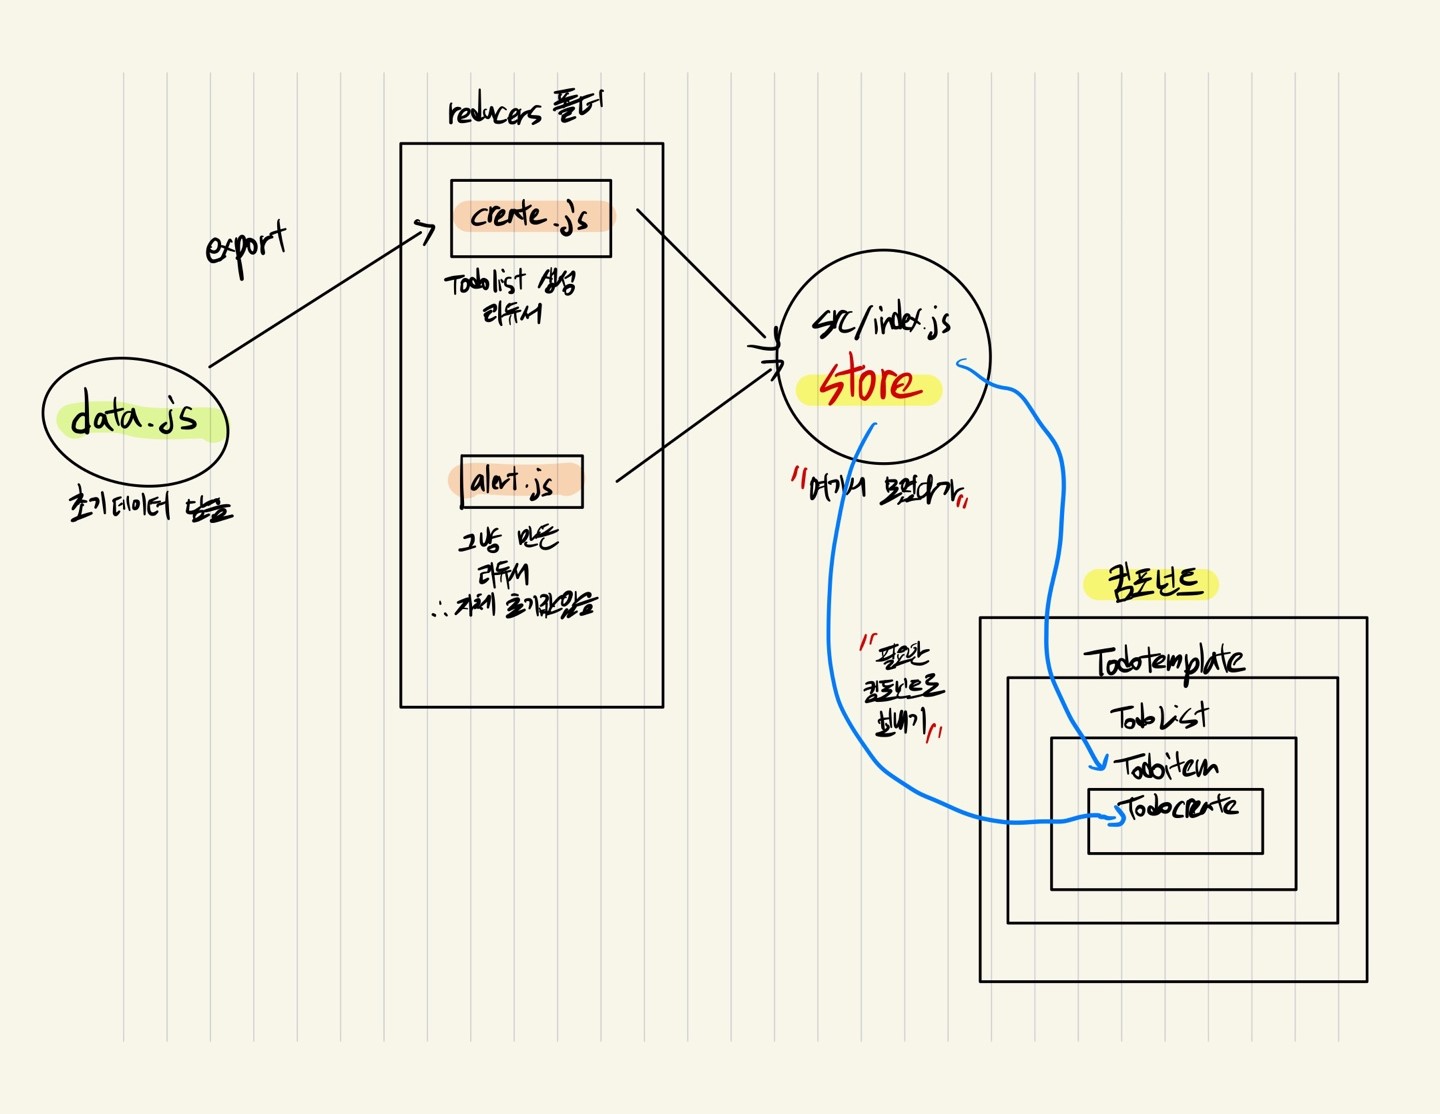 reducers 폴더
create.js
Todolist 생성
리듀서
export
data.js
초기데이터 담음
alert.js
그냥 만든
리듀서
∴ 자체 초기값있음
src/index.js
store
"여기서 모였다가"
"필요한
컴포넌트로
보내기"
컴포넌트
Todotemplate
TodoList
Todoitem
Todocreate